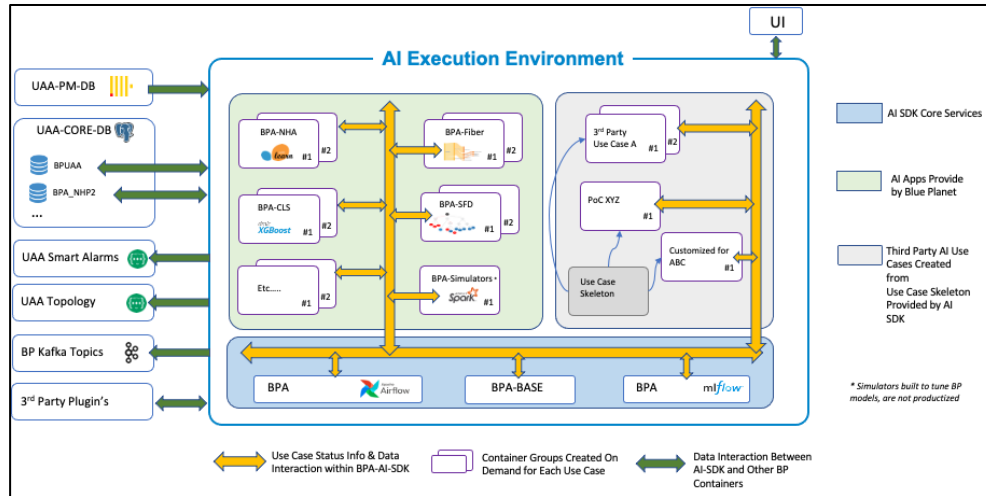 UI
AI Execution Environment
UAA-PM-DB
UAA-CORE-DB
BPUAA
BPA_NHP2
...
UAA Smart Alarms
UAA Topology
BP Kafka Topics
3rd Party Plugin's
BPA-NHA
learn
#1
#2
BPA-Fiber
#1
#2
BPA-CLS
XGBoost
#1
#2
BPA-SFD
#1
#2
Etc.....
#1
#2
BPA-Simulators *
Spark
#1
3rd Party
Use Case A
#1
#2
PoC XYZ
#1
Customized for
ABC
#1
Use Case
Skeleton
BPA
Airflow
BPA-BASE
BPA
mlflow
AI SDK Core Services
AI Apps Provide
by Blue Planet
Third Party AI Use
Cases Created
from
Use Case Skeleton
Provided by AI
SDK
* Simulators built to tune BP
models, are not productized
Use Case Status Info & Data
Interaction within BPA-AI-SDK
Container Groups Created On
Demand for Each Use Case
Data Interaction Between
AI-SDK and Other BP
Containers